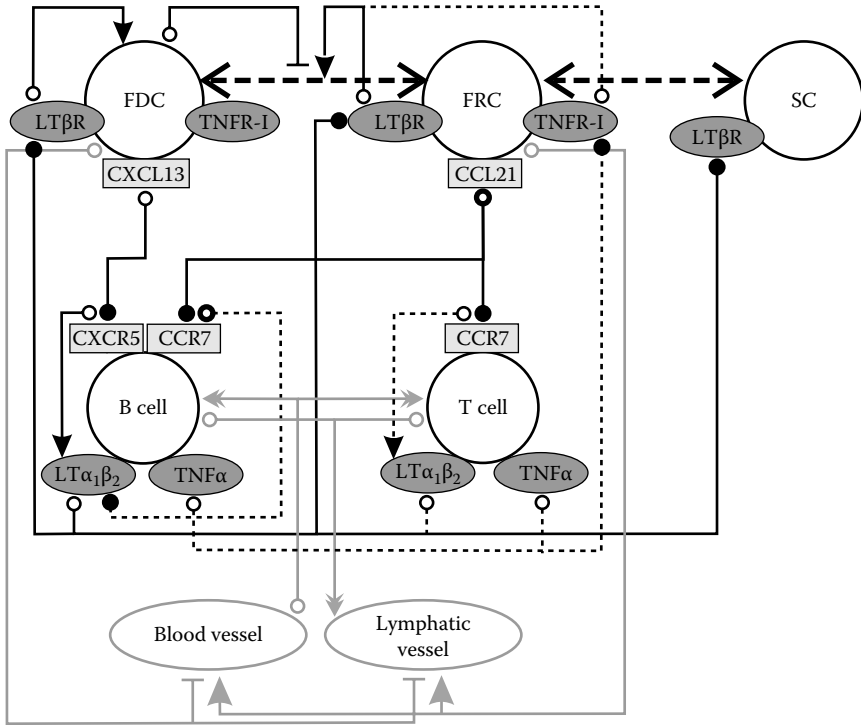 FDC
FRC
SC
LTβR
TNFR-I
LTβR
TNFR-I
LTβR
CXCL13
CCL21
CXCR5
CCR7
CCR7
B cell
T cell
LTα₁β₂
TNFα
LTα₁β₂
TNFα
Blood vessel
Lymphatic
vessel